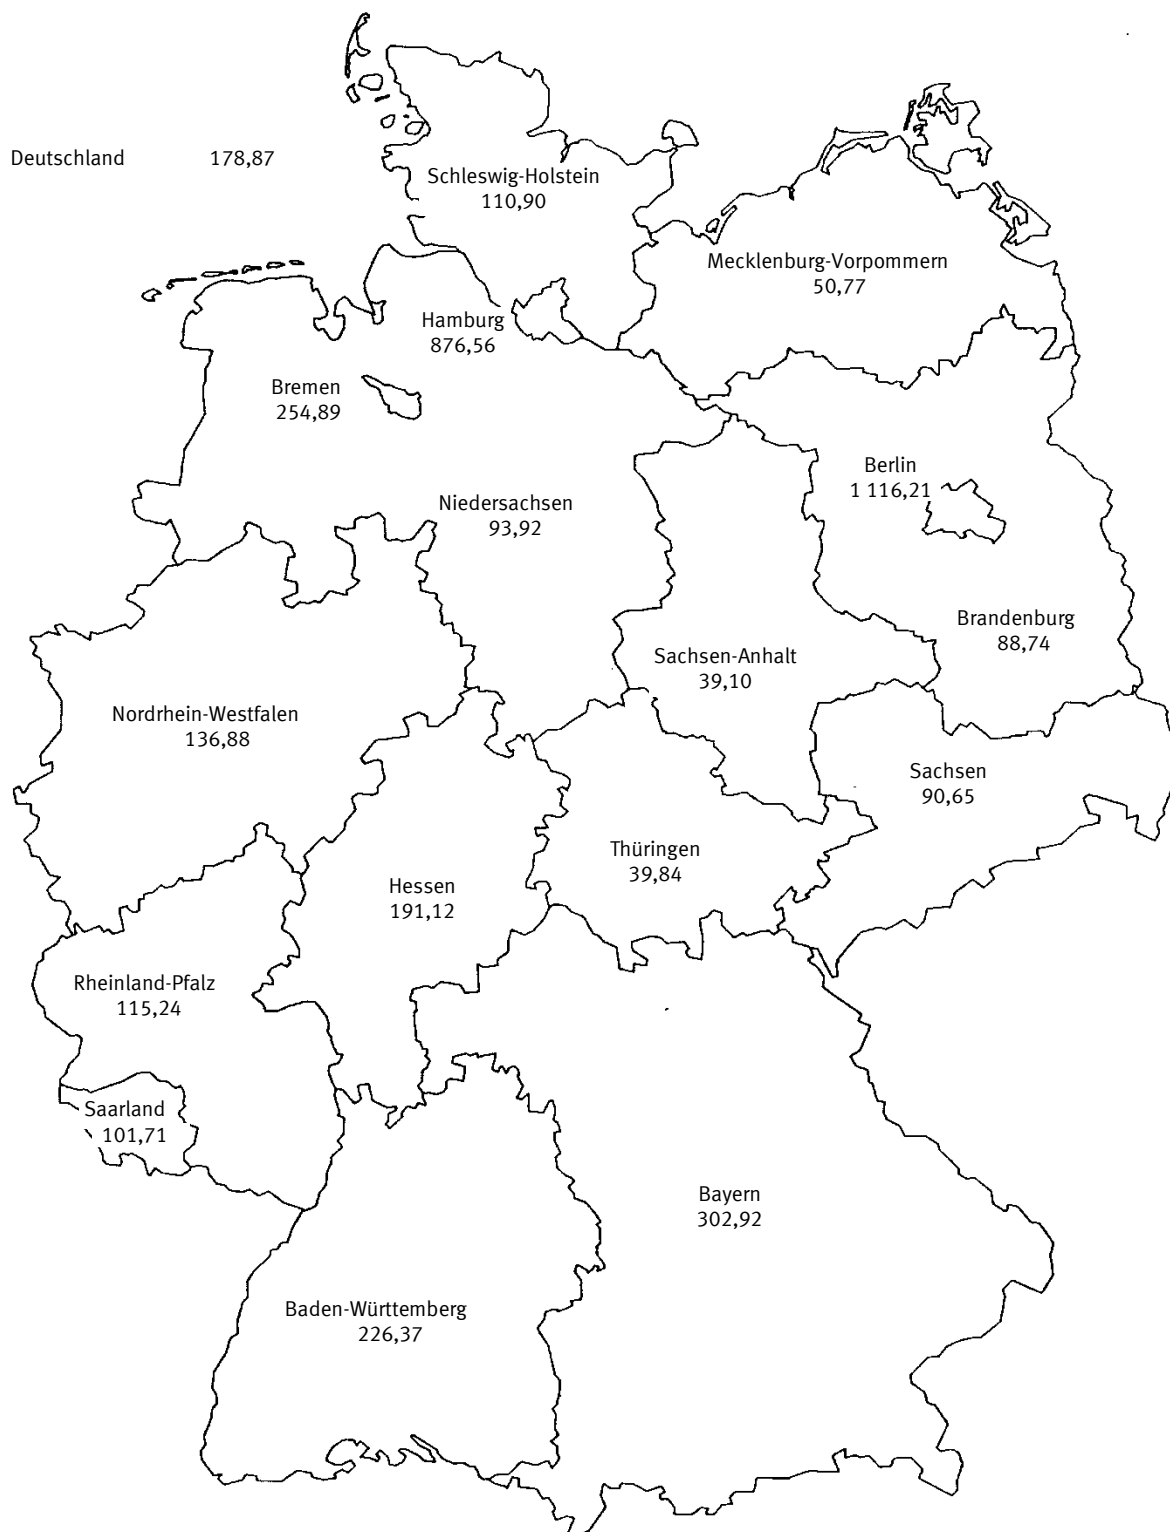 Deutschland 178,87
Schleswig-Holstein
110,90
Mecklenburg-Vorpommern
50,77
Hamburg
876,56
Bremen
254,89
Berlin
1 116,21
Niedersachsen
93,92
Brandenburg
88,74
Sachsen-Anhalt
39,10
Nordrhein-Westfalen
136,88
Sachsen
90,65
Thüringen
39,84
Hessen
191,12
Rheinland-Pfalz
115,24
Saarland
101,71
Bayern
302,92
Baden-Württemberg
226,37